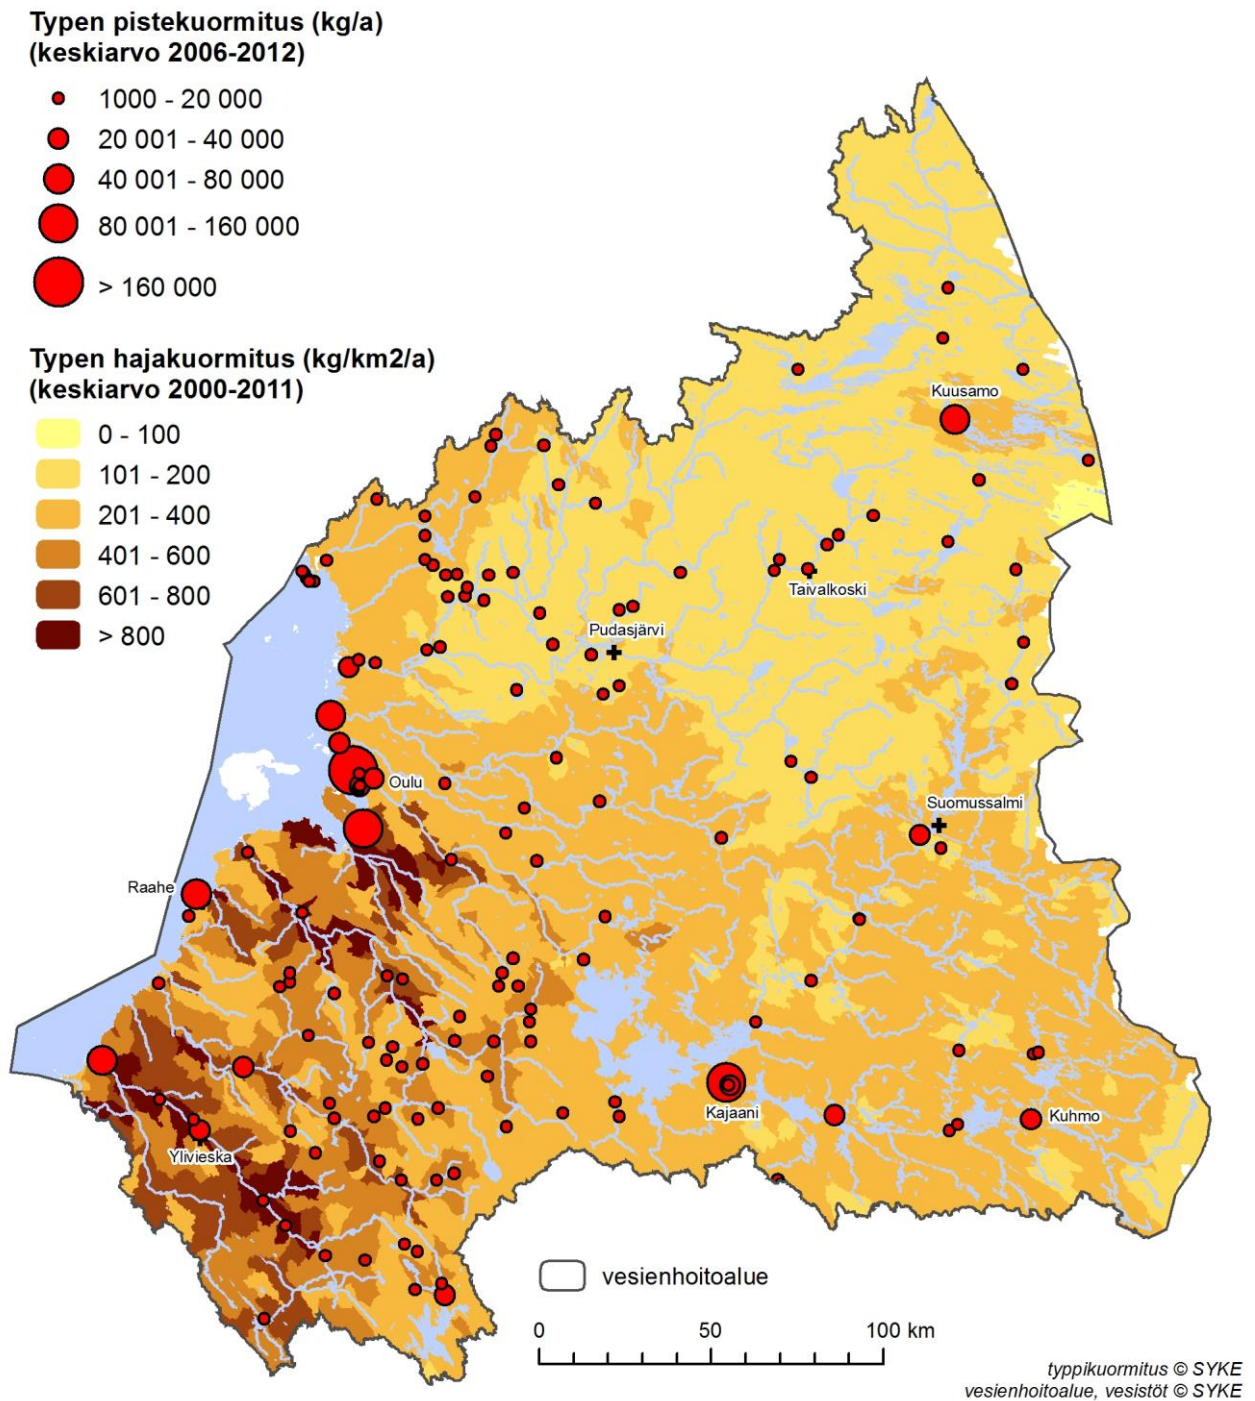 Typen pistekuormitus (kg/a)
(keskiarvo 2006-2012)
1000 - 20 000
20 001 - 40 000
40 001 - 80 000
80 001 - 160 000
> 160 000
Typen hajakuormitus (kg/km2/a)
(keskiarvo 2000-2011)
0 - 100
101 - 200
201 - 400
401 - 600
601 - 800
> 800
Kuusamo
Taivalkoski
Pudasjärvi
Oulu
Suomussalmi
Raahe
Kajaani
Kuhmo
Ylivieska
vesienhoitoalue
0 50 100 km
typpikuormitus © SYKE
vesienhoitoalue, vesistöt © SYKE